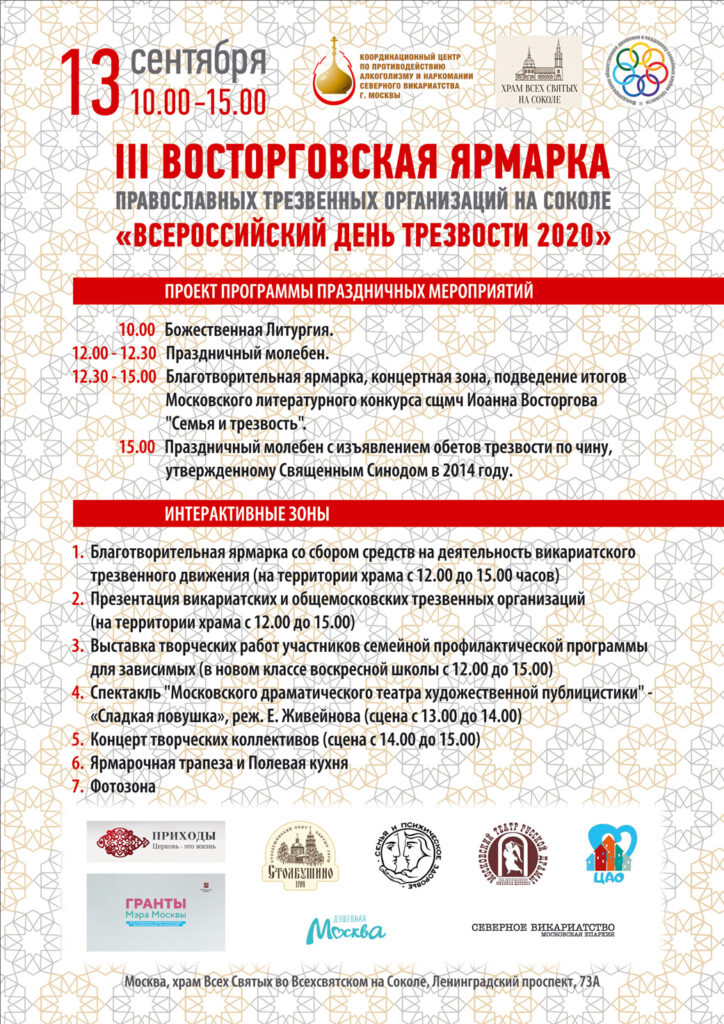 13 сентября
10.00 –15.00
КООРДИНАЦИОННЫЙ ЦЕНТР
ПО ПРОТИВОДЕЙСТВИЮ
АЛКОГОЛИЗМУ И НАРКОМАНИИ
СЕВЕРНОГО ВИКАРИАТСТВА
Г. МОСКВЫ
ХРАМ ВСЕХ СВЯТЫХ
НА СОКОЛЕ
III ВОСТОРГОВСКАЯ ЯРМАРКА
ПРАВОСЛАВНЫХ ТРЕЗВЕННЫХ ОРГАНИЗАЦИЙ НА СОКОЛЕ
«ВСЕРОССИЙСКИЙ ДЕНЬ ТРЕЗВОСТИ 2020»
ПРОЕКТ ПРОГРАММЫ ПРАЗДНИЧНЫХ МЕРОПРИЯТИЙ
10.00 Божественная Литургия.
12.00 - 12.30 Праздничный молебен.
12.30 - 15.00 Благотворительная ярмарка, концертная зона, подведение итогов
Московского литературного конкурса сщмч Иоанна Восторгова
"Семья и трезвость".
15.00 Праздничный молебен с изъявлением обетов трезвости по чину,
утвержденному Священным Синодом в 2014 году.
ИНТЕРАКТИВНЫЕ ЗОНЫ
1. Благотворительная ярмарка со сбором средств на деятельность викариатского
трезвенного движения (на территории храма с 12.00 до 15.00 часов)
2. Презентация викариатских и общемосковских трезвенных организаций
(на территории храма с 12.00 до 15.00)
3. Выставка творческих работ участников семейной профилактической программы
для зависимых (в новом классе воскресной школы с 12.00 до 15.00)
4. Спектакль "Московского драматического театра художественной публицистики" -
«Сладкая ловушка», реж. Е. Живейнова (сцена с 13.00 до 14.00)
5. Концерт творческих коллективов (сцена с 14.00 до 15.00)
6. Ярмарочная трапеза и Полевая кухня
7. Фотозона
ПРИХОДЫ
Церковь - это жизнь
СТОЛБУШИНО
СЕМЬЯ И ПСИХИЧЕСКОЕ ЗДОРОВЬЕ
МОСКОВСКИЙ ТЕАТР РУССКОЙ ДРАМЫ
ЦАО
ГРАНТЫ
Мэра Москвы
ДУШЕВНАЯ
Москва
СЕВЕРНОЕ ВИКАРИАТСТВО
МОСКОВСКАЯ ЕПАРХИЯ
Москва, храм Всех Святых во Всехсвятском на Соколе, Ленинградский проспект, 73А